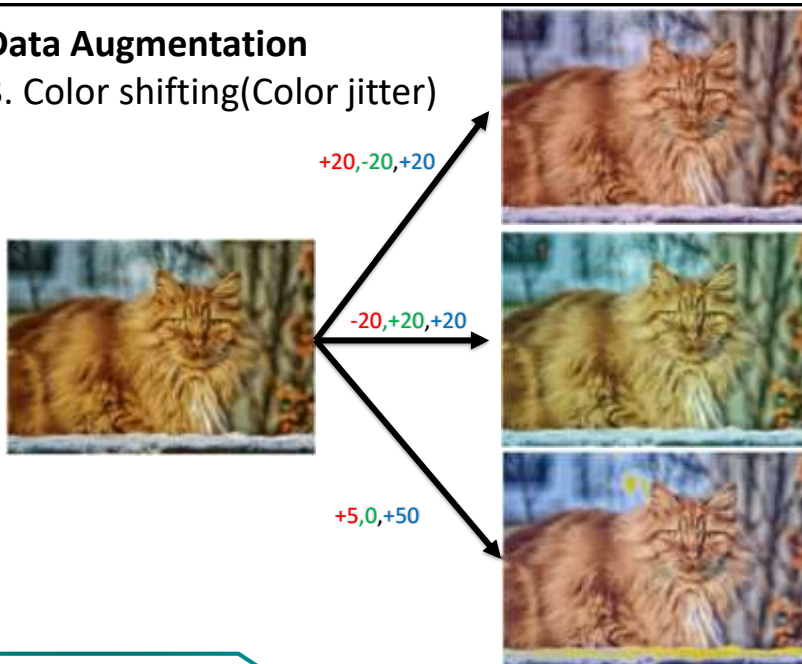 Data Augmentation
3. Color shifting(Color jitter)
+20,-20,+20
-20,+20,+20
+5,0,+50